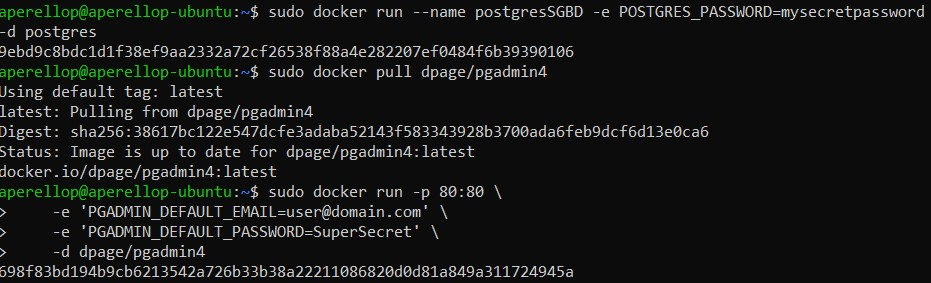 aperellop@aperellop-ubuntu:~$ sudo docker run --name postgresSGBD -e POSTGRES_PASSWORD=mysecretpassword
-d postgres
9ebd9c8bdc1d1f38ef9aa2332a72cf26538f88a4e282207ef0484f6b39390106
aperellop@aperellop-ubuntu:~$ sudo docker pull dpage/pgadmin4
Using default tag: latest
latest: Pulling from dpage/pgadmin4
Digest: sha256:38617bc122e547dcfe3adaba52143f583343928b3700ada6feb9dcf6d13e0ca6
Status: Image is up to date for dpage/pgadmin4:latest
docker.io/dpage/pgadmin4:latest
aperellop@aperellop-ubuntu:~$ sudo docker run -p 80:80 \
>     -e 'PGADMIN_DEFAULT_EMAIL=user@domain.com' \
>     -e 'PGADMIN_DEFAULT_PASSWORD=SuperSecret' \
>     -d dpage/pgadmin4
698f83bd194b9cb6213542a726b33b38a22211086820d0d81a849a311724945a